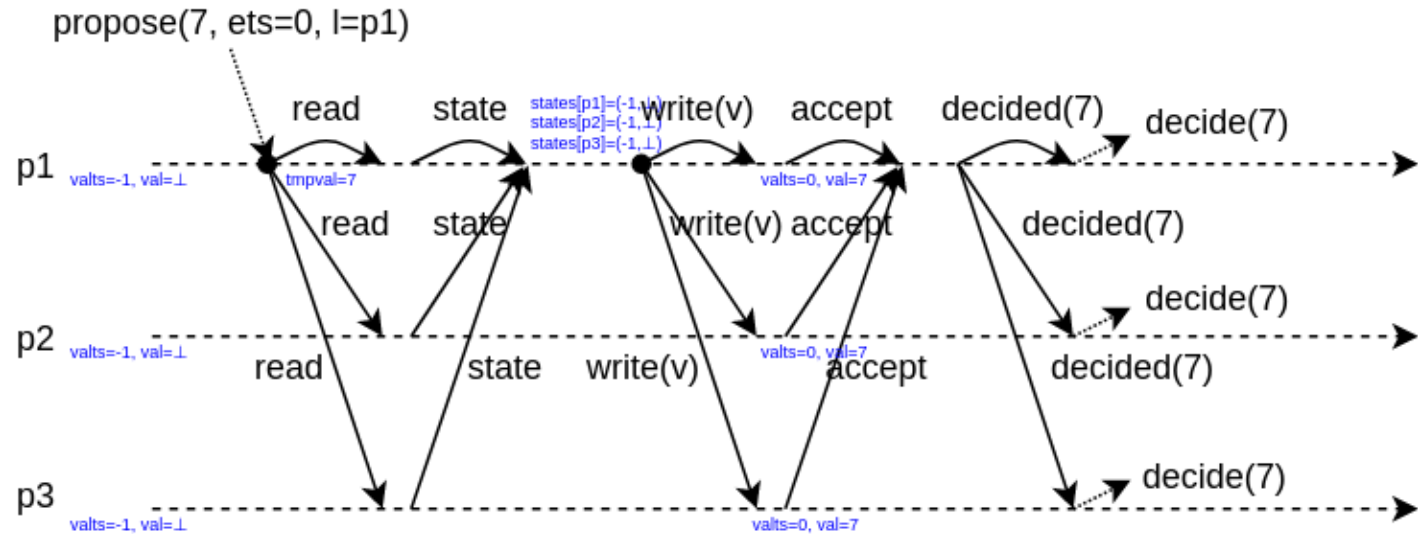 propose(7, ets=0, l=p1)
read
state
states[p1]=(-1,⊥)
states[p2]=(-1,⊥)
states[p3]=(-1,⊥)
write(v)
accept
decided(7)
decide(7)
p1
valts=-1, val=⊥
tmpval=7
valts=0, val=7
read
state
write(v)
accept
decided(7)
decide(7)
p2
valts=-1, val=⊥
valts=0, val=7
read
state
write(v)
accept
decided(7)
decide(7)
p3
valts=-1, val=⊥
valts=0, val=7